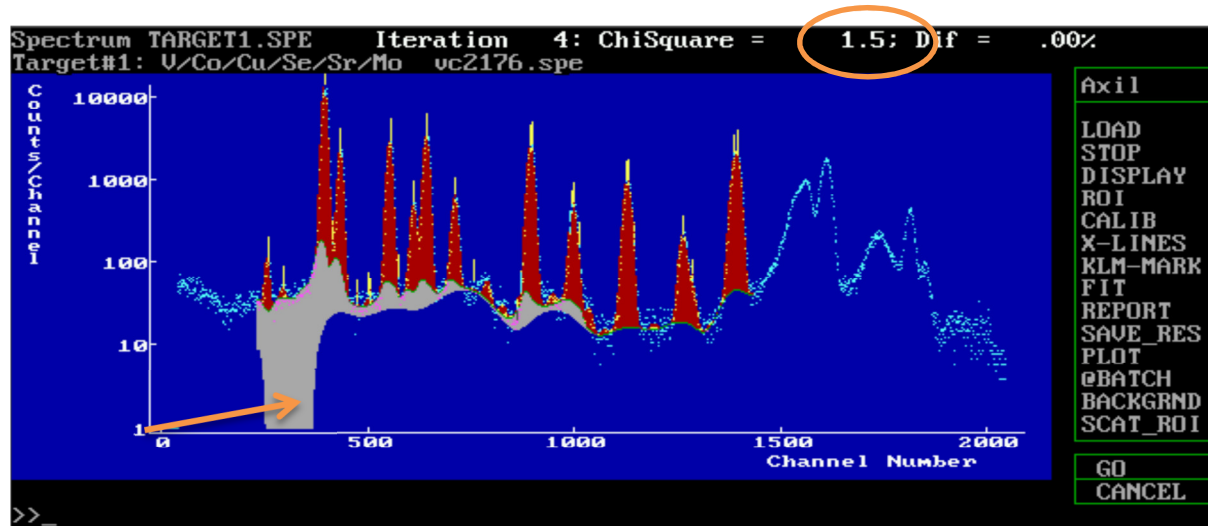 Spectrum TARGET1.SPE Iteration 4: ChiSquare = 1.5; Dif = .00%
Target#1: V/Co/Cu/Se/Sr/Mo vc2176.spe
Counts/Channel
10000
1000
100
10
1
0 500 1000 1500 2000
Channel Number
Axil
LOAD
STOP
DISPLAY
ROI
CALIB
X-LINES
KLM-MARK
FIT
REPORT
SAVE_RES
PLOT
@BATCH
BACKGRND
SCAT_ROI
GO
CANCEL
>>_